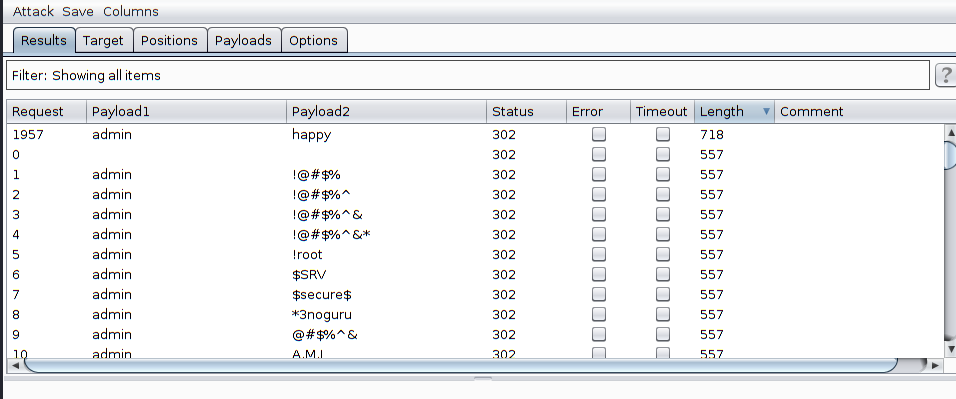 Attack Save Columns
Results Target Positions Payloads Options
Filter: Showing all items ?
Request Payload1 Payload2 Status Error Timeout Length Comment
1957 admin happy 302 718
0 302 557
1 admin !@#$% 302 557
2 admin !@#$%^ 302 557
3 admin !@#$%^& 302 557
4 admin !@#$%^&* 302 557
5 admin !root 302 557
6 admin $SRV 302 557
7 admin $secure$ 302 557
8 admin *3noguru 302 557
9 admin @#$%^& 302 557
10 admin A.M.I 302 557